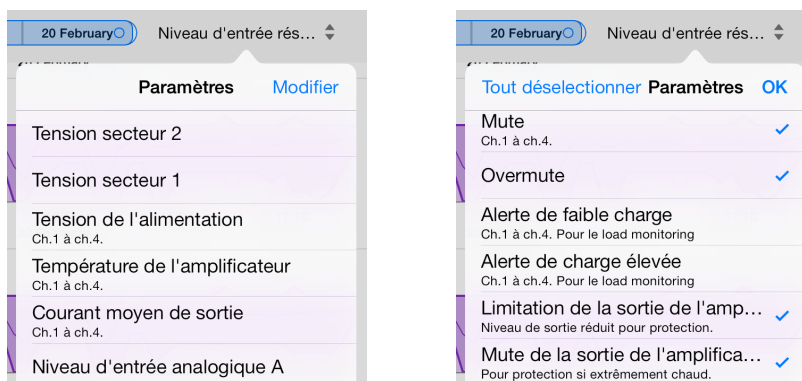 20 February
Niveau d'entrée rés...
Paramètres
Modifier
Tension secteur 2
Tension secteur 1
Tension de l'alimentation
Ch.1 à ch.4.
Température de l'amplificateur
Ch.1 à ch.4.
Courant moyen de sortie
Ch.1 à ch.4.
Niveau d'entrée analogique A
20 February
Niveau d'entrée rés...
Tout déselectionner
Paramètres
OK
Mute
Ch.1 à ch.4.
Overmute
Alerte de faible charge
Ch.1 à ch.4. Pour le load monitoring
Alerte de charge élevée
Ch.1 à ch.4. Pour le load monitoring
Limitation de la sortie de l'amp...
Niveau de sortie réduit pour protection.
Mute de la sortie de l'amplifica...
Pour protection si extrêmement chaud.